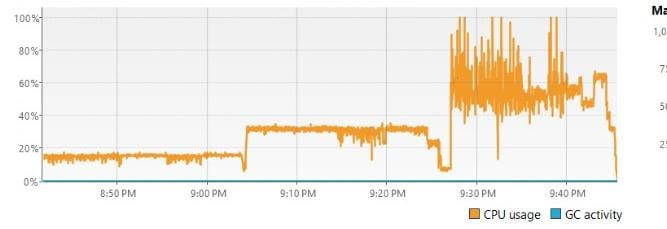 Ma
100%
80%
60%
40%
20%
0%
1,0
75
50
25
8:50 PM
9:00 PM
9:10 PM
9:20 PM
9:30 PM
9:40 PM
CPU usage
GC activity